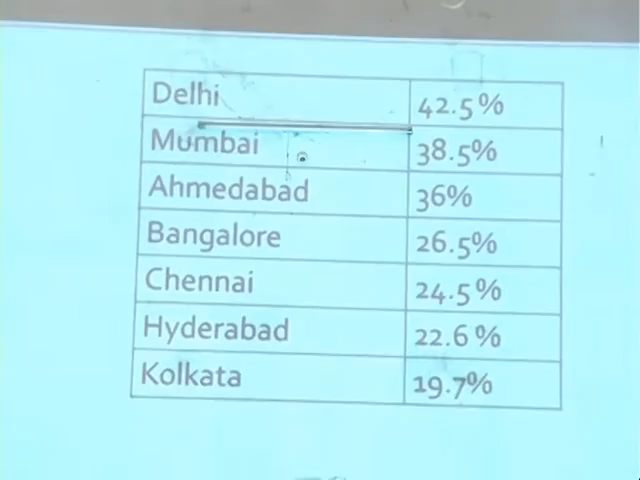 Delhi 42.5%
Mumbai 38.5%
Ahmedabad 36%
Bangalore 26.5%
Chennai 24.5%
Hyderabad 22.6%
Kolkata 19.7%